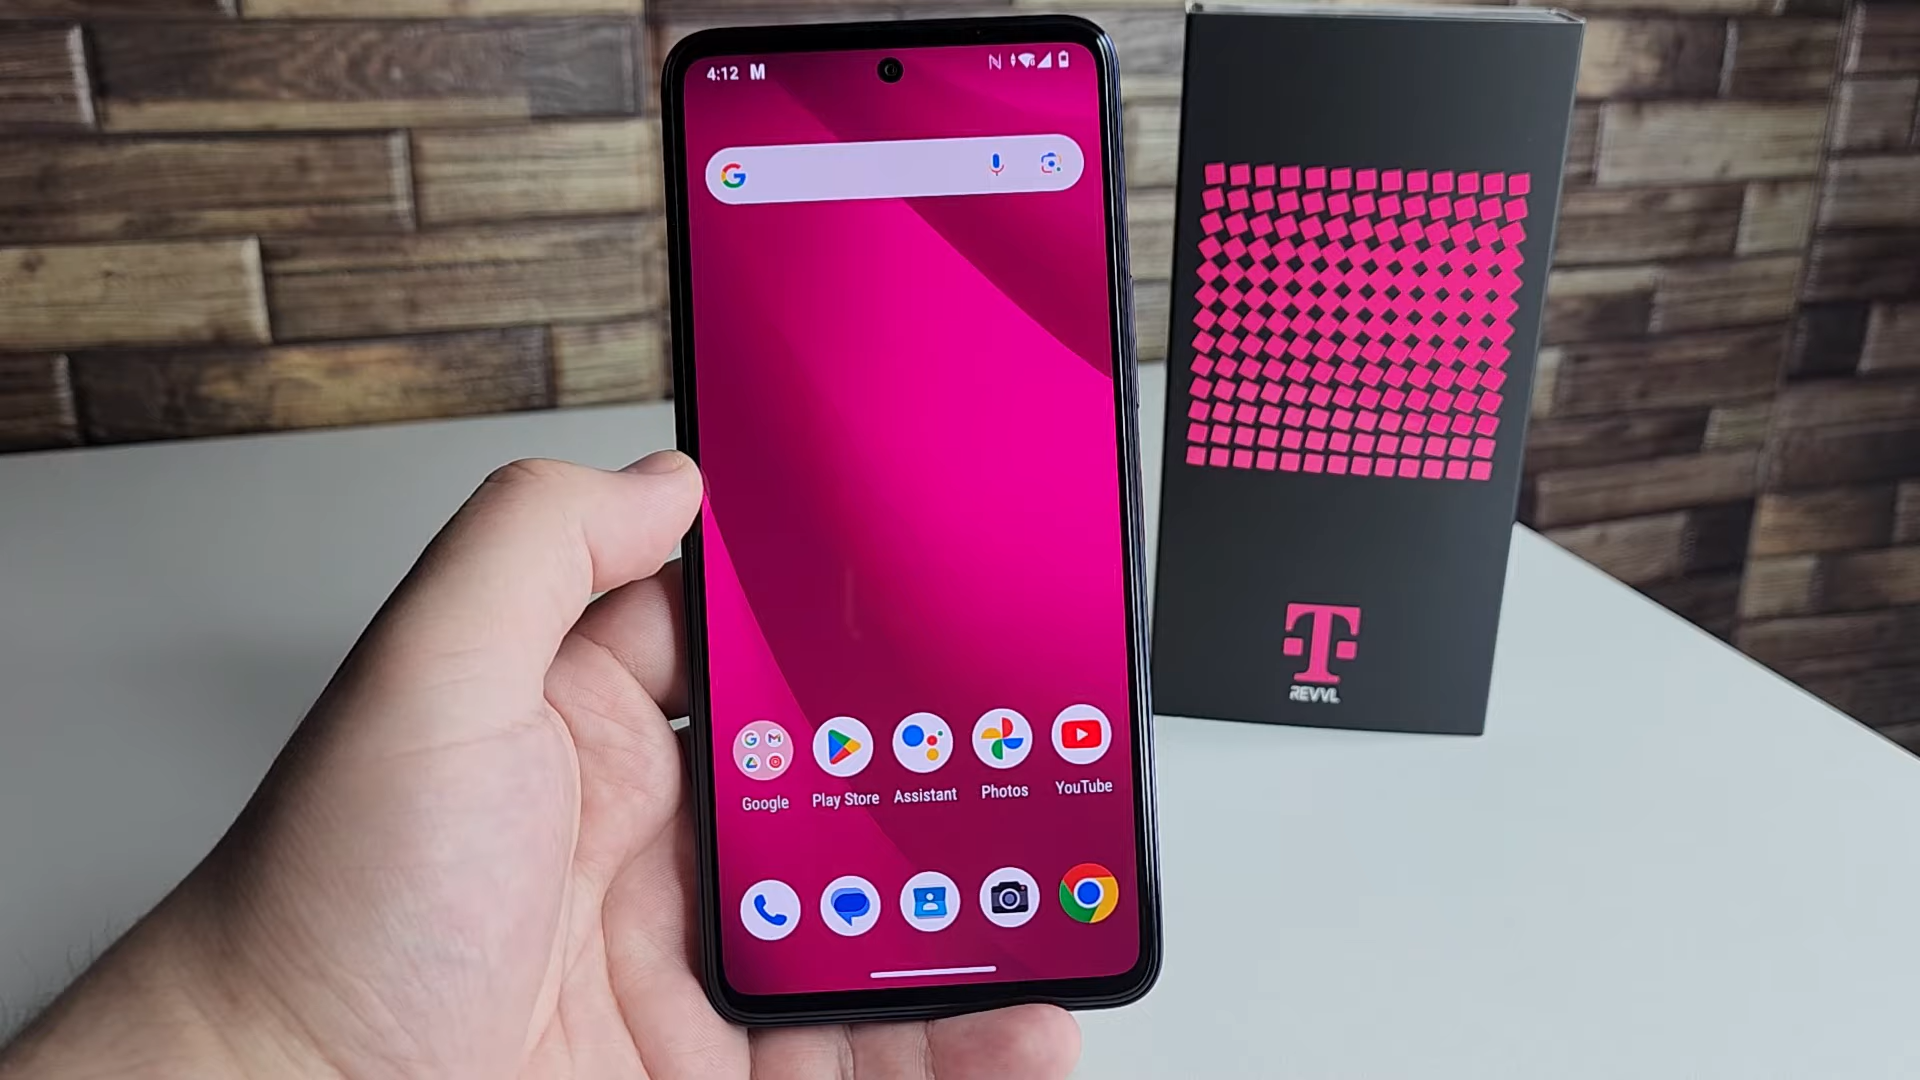 4:12 M
G
Google
Play Store
Assistant
Photos
YouTube
T
REVVL